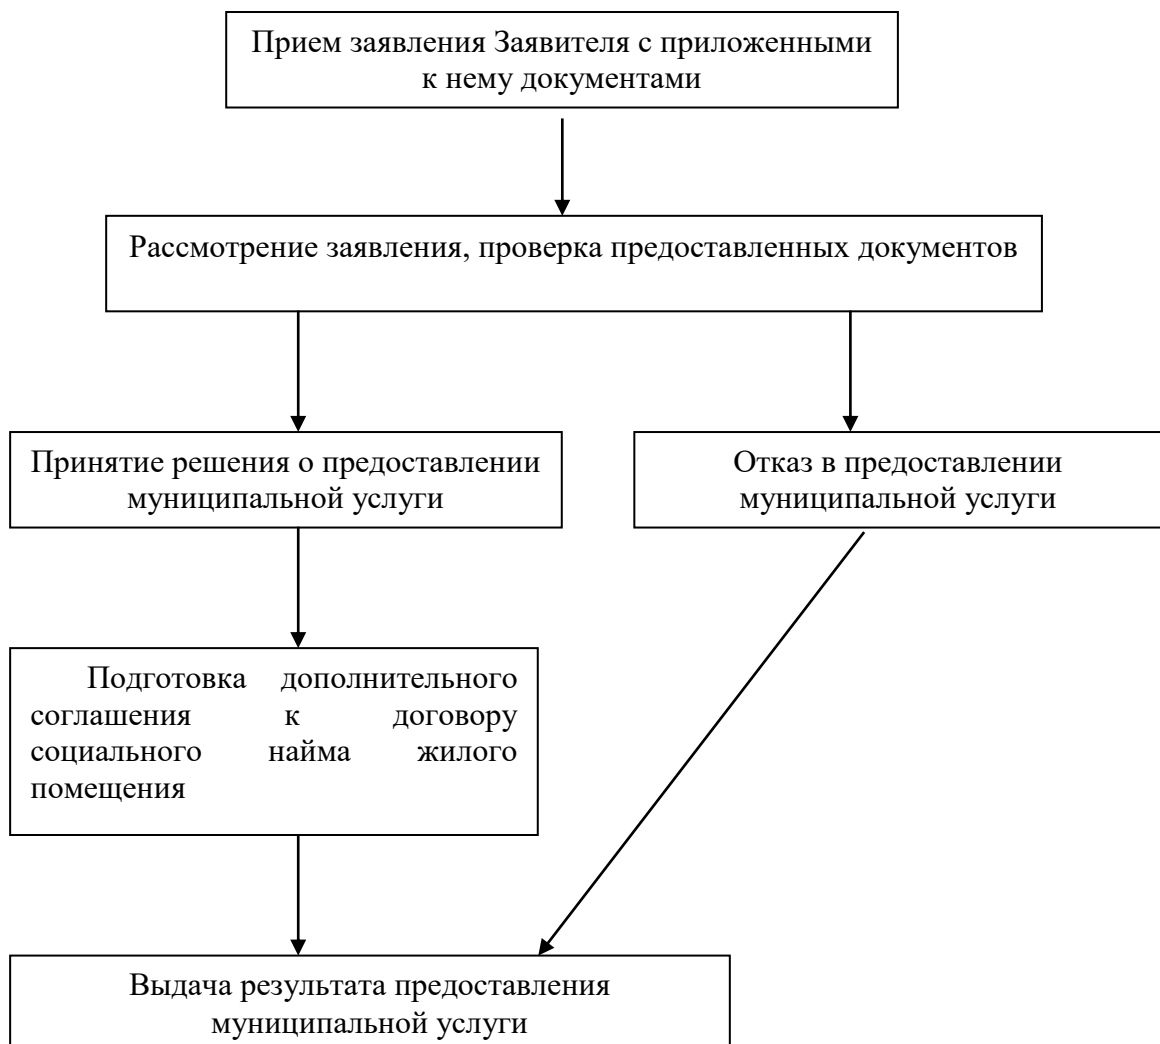 Прием заявления Заявителя с приложенными
к нему документами
Рассмотрение заявления, проверка предоставленных документов
Принятие решения о предоставлении
муниципальной услуги
Отказ в предоставлении
муниципальной услуги
Подготовка дополнительного
соглашения к договору
социального найма жилого
помещения
Выдача результата предоставления
муниципальной услуги